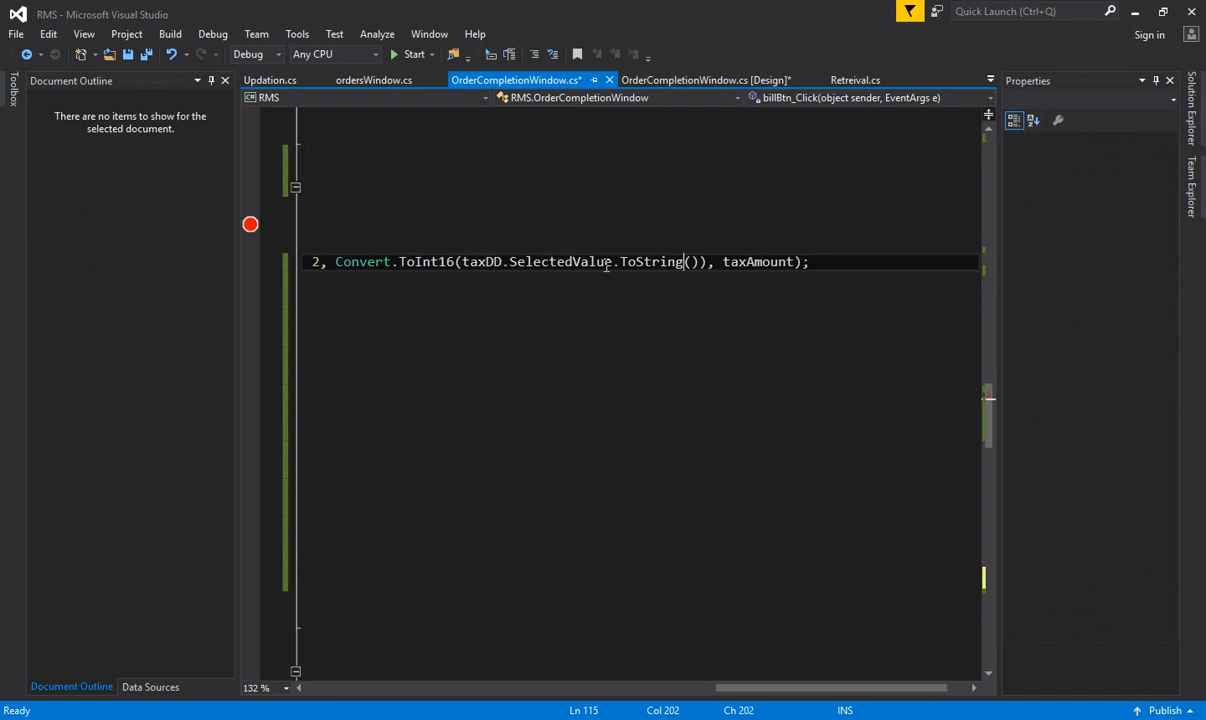 RMS - Microsoft Visual Studio
Quick Launch (Ctrl+Q)
File Edit View Project Build Debug Team Tools Test Analyze Window Help
Sign in
Debug Any CPU Start
Toolbox
Document Outline
Updation.cs ordersWindow.cs OrderCompletionWindow.cs* OrderCompletionWindow.cs [Design]* Retreival.cs
Properties
Solution Explorer
Team Explorer
RMS RMS.OrderCompletionWindow billBtn_Click(object sender, EventArgs e)
There are no items to show for the
selected document.
2, Convert.ToInt16(taxDD.SelectedValue.ToString()), taxAmount);
Document Outline Data Sources
132 %
Ready Ln 115 Col 202 Ch 202 INS Publish